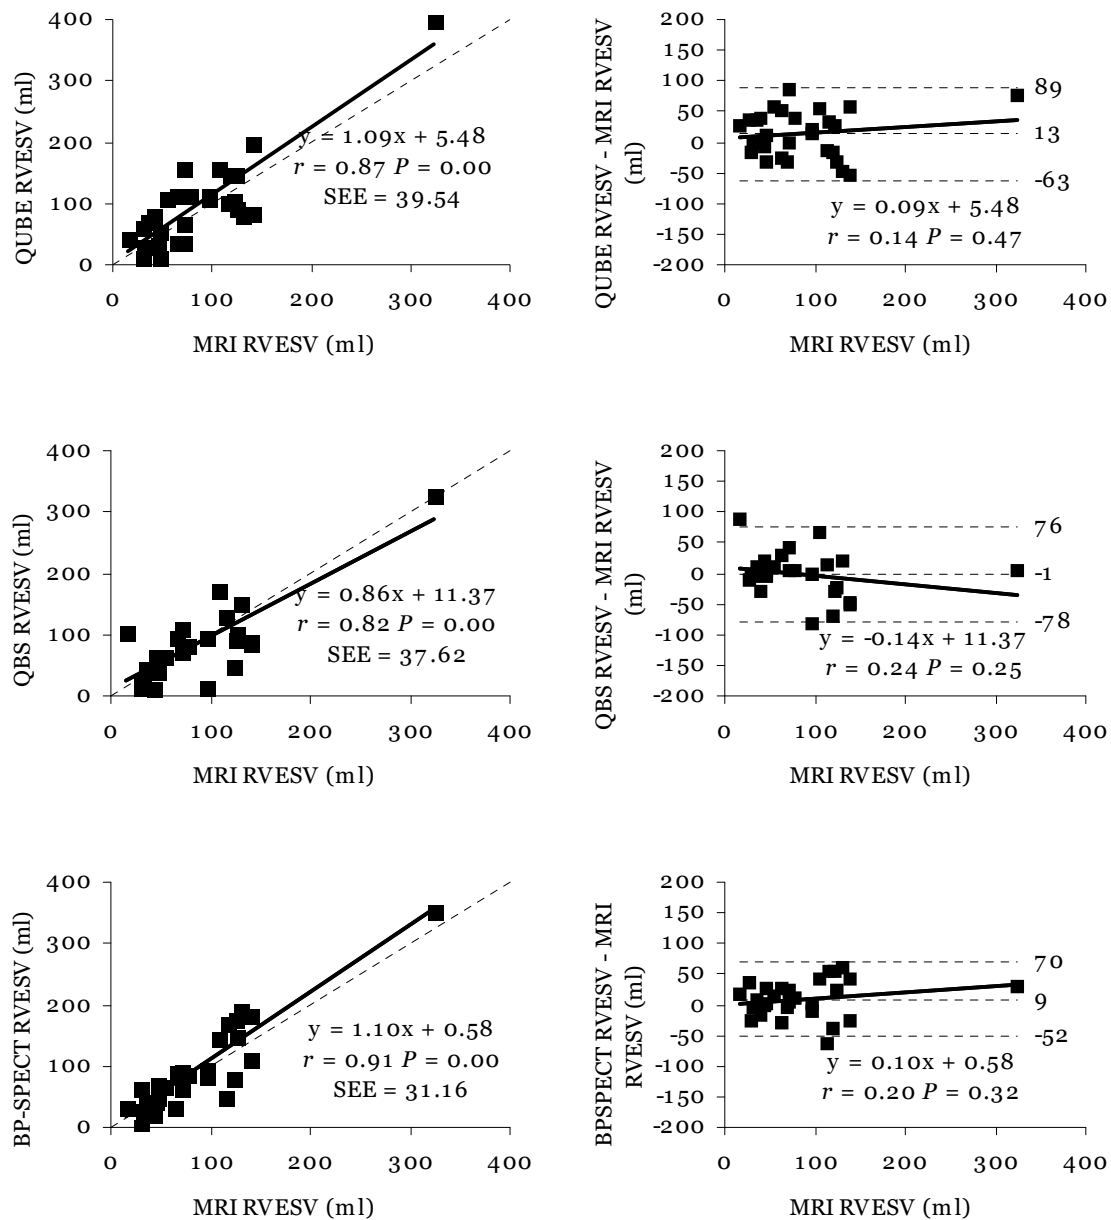 QUBE RVESV (ml)
400
300
200
100
0
y = 1.09x + 5.48
r = 0.87 P = 0.00
SEE = 39.54
0 100 200 300 400
MRI RVESV (ml)
QUBE RVESV - MRI RVESV
(ml)
200
150
100
50
0
-50
-100
-150
-200
89
13
-63
y = 0.09x + 5.48
r = 0.14 P = 0.47
0 100 200 300 400
MRI RVESV (ml)
QBS RVESV (ml)
400
300
200
100
0
y = 0.86x + 11.37
r = 0.82 P = 0.00
SEE = 37.62
0 100 200 300 400
MRI RVESV (ml)
QBS RVESV - MRI RVESV
(ml)
200
150
100
50
0
-50
-100
-150
-200
76
-1
-78
y = -0.14x + 11.37
r = 0.24 P = 0.25
0 100 200 300 400
MRI RVESV (ml)
BP-SPECT RVESV (ml)
400
300
200
100
0
y = 1.10x + 0.58
r = 0.91 P = 0.00
SEE = 31.16
0 100 200 300 400
MRI RVESV (ml)
BPSPECT RVESV - MRI
RVESV (ml)
200
150
100
50
0
-50
-100
-150
-200
70
9
-52
y = 0.10x + 0.58
r = 0.20 P = 0.32
0 100 200 300 400
MRI RVESV (ml)